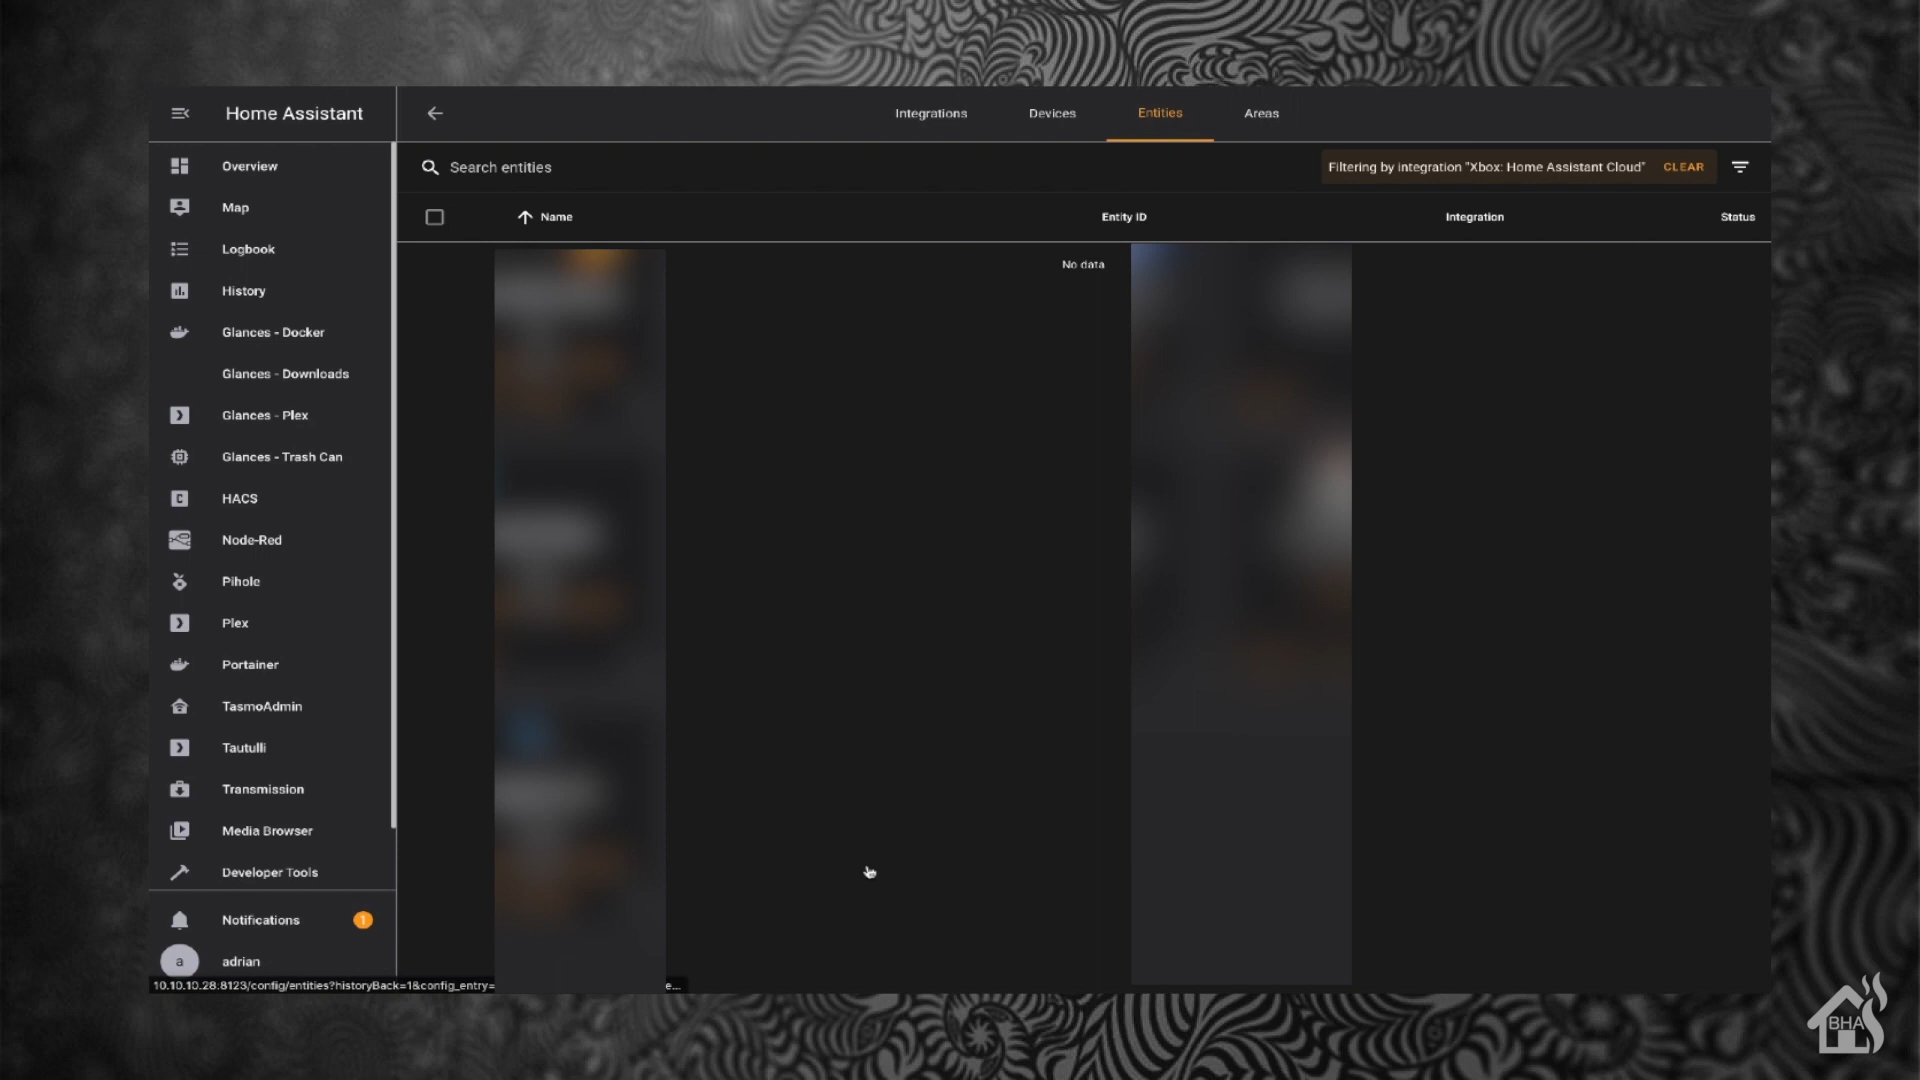 Home Assistant
Integrations Devices Entities Areas
Search entities Filtering by integration "Xbox: Home Assistant Cloud" CLEAR
Name Entity ID Integration Status
No data
Overview
Map
Logbook
History
Glances - Docker
Glances - Downloads
Glances - Plex
Glances - Trash Can
HACS
Node-Red
Pihole
Plex
Portainer
TasmoAdmin
Tautulli
Transmission
Media Browser
Developer Tools
Notifications 1
a adrian
10.10.10.28:8123/config/entities?historyBack=1&config_entry= e...
BHA